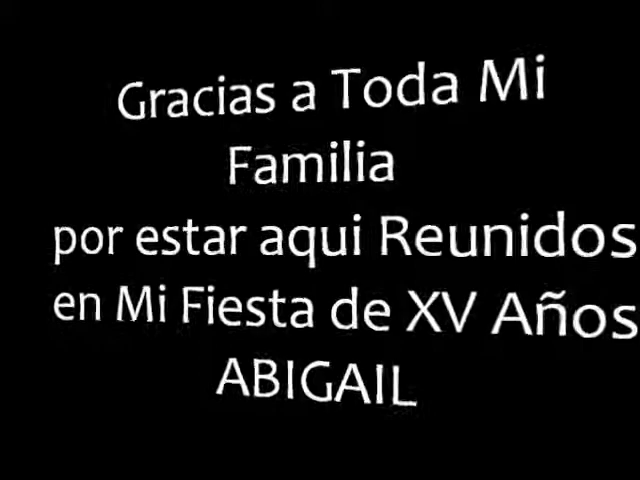 Gracias a Toda Mi
Familia
por estar aqui Reunidos
en Mi Fiesta de XV Años
ABIGAIL